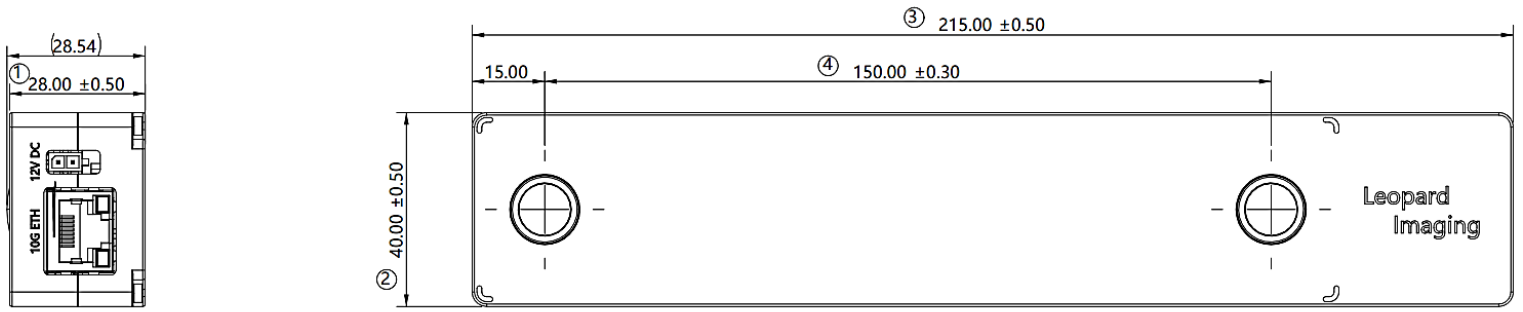 (28.54)
① 28.00 ±0.50
12V DC
10G ETH
③ 215.00 ±0.50
15.00
④ 150.00 ±0.30
② 40.00 ±0.50
Leopard
Imaging